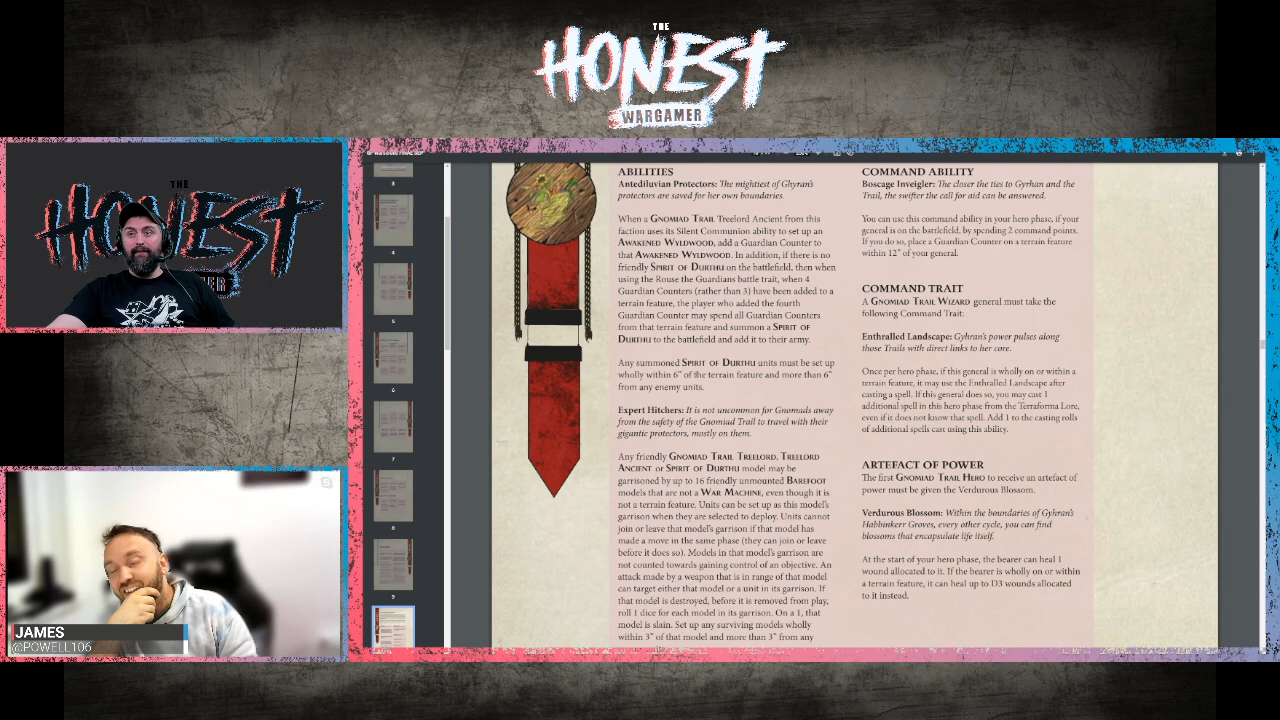 THE
HONEST
WARGAMER
THE
HONEST
JAMES
@POWELL106
3
4
5
6
7
8
9
ABILITIES
Antediluvian Protectors: The mightiest of Ghyran's
protectors are saved for her own boundaries.
When a GNOMIAD TRAIL Treelord Ancient from this
faction uses its Silent Communion ability to set up an
AWAKENED WYLDWOOD, add a Guardian Counter to
that AWAKENED WYLDWOOD. In addition, if there is no
friendly SPIRIT OF DURTHU on the battlefield, then when
using the Rouse the Guardians battle trait, when 4
Guardian Counters (rather than 3) have been added to a
terrain feature, the player who added the fourth
Guardian Counter may spend all Guardian Counters
from that terrain feature and summon a SPIRIT OF
DURTHU to the battlefield and add it to their army.
Any summoned SPIRIT OF DURTHU units must be set up
wholly within 6" of the terrain feature and more than 6"
from any enemy units.
Expert Hitchers: It is not uncommon for Gnomads away
from the safety of the Gnomiad Trail to travel with their
gigantic protectors, mostly on them.
Any friendly GNOMIAD TRAIL TREELORD, TREELORD
ANCIENT or SPIRIT OF DURTHU model may be
garrisoned by up to 16 friendly unmounted BAREFOOT
models that are not a WAR MACHINE, even though it is
not a terrain feature. Units can be set up as this model's
garrison when they are selected to deploy. Units cannot
join or leave that model's garrison if that model has
made a move in the same phase (they can join or leave
before it does so). Models in that model's garrison are
not counted towards gaining control of an objective. An
attack made by a weapon that is in range of that model
can target either that model or a unit in its garrison. If
that model is destroyed, before it is removed from play,
roll 1 dice for each model in its garrison. On a 1, that
model is slain. Set up any surviving models wholly
within 3" of that model and more than 3" from any
COMMAND ABILITY
Boscage Inveigler: The closer the ties to Gyrhan and the
Trail, the swifter the call for aid can be answered.
You can use this command ability in your hero phase, if your
general is on the battlefield, by spending 2 command points.
If you do so, place a Guardian Counter on a terrain feature
within 12" of your general.
COMMAND TRAIT
A GNOMIAD TRAIL WIZARD general must take the
following Command Trait:
Enthralled Landscape: Gyhran's power pulses along
those Trails with direct links to her core.
Once per hero phase, if this general is wholly on or within a
terrain feature, it may use the Enthralled Landscape after
casting a spell. If this general does so, you may cast 1
additional spell in this hero phase from the Terraforma Lore,
even if it does not know that spell. Add 1 to the casting rolls
of additional spells cast using this ability.
ARTEFACT OF POWER
The first GNOMIAD TRAIL HERO to receive an artefact of
power must be given the Verdurous Blossom.
Verdurous Blossom: Within the boundaries of Gyhran's
Habbinkerr Groves, every other cycle, you can find
blossoms that encapsulate life itself.
At the start of your hero phase, the bearer can heal 1
wound allocated to it. If the bearer is wholly on or within
a terrain feature, it can heal up to D3 wounds allocated
to it instead.